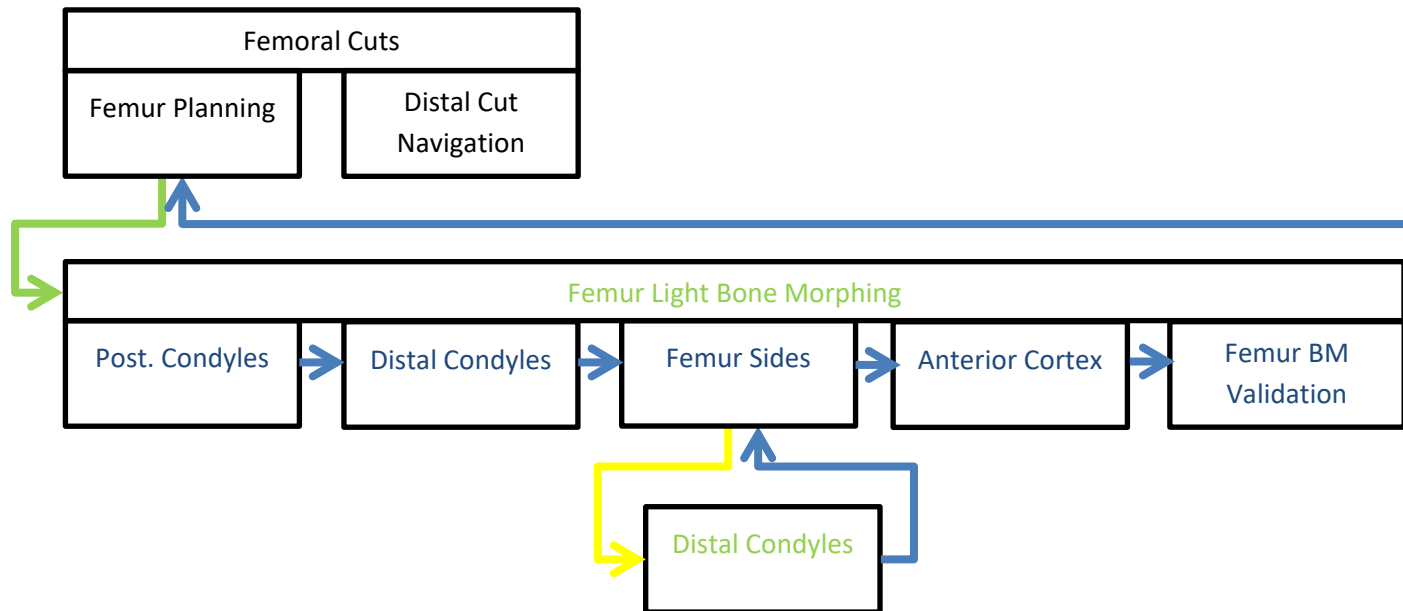 Femoral Cuts
Femur Planning
Distal Cut
Navigation
Femur Light Bone Morphing
Post. Condyles
Distal Condyles
Femur Sides
Anterior Cortex
Femur BM
Validation
Distal Condyles